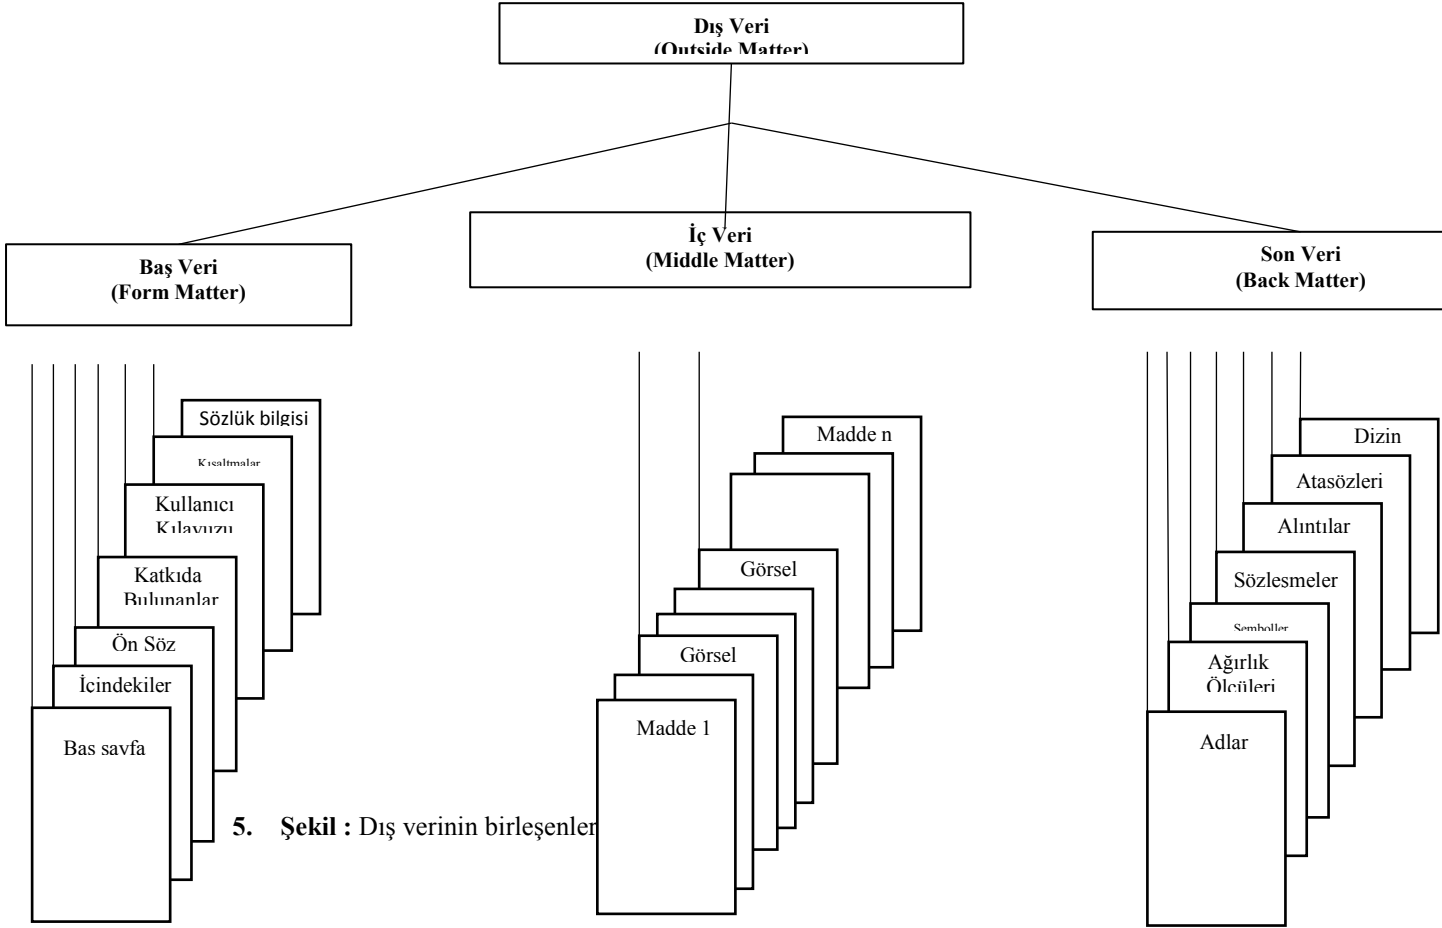 Dış Veri
(Outside Matter)
Baş Veri
(Form Matter)
İç Veri
(Middle Matter)
Son Veri
(Back Matter)
Sözlük bilgisi
Kısaltmalar
Kullanıcı
Kılavuzu
Katkıda
Bulunanlar
Ön Söz
İçindekiler
Bas savfa
Madde n
Görsel
Görsel
Madde 1
Dizin
Atasözleri
Alıntılar
Sözlesmeler
Semboller
Ağırlık
Ölcüleri
Adlar
5. Şekil : Dış verinin birleşenler